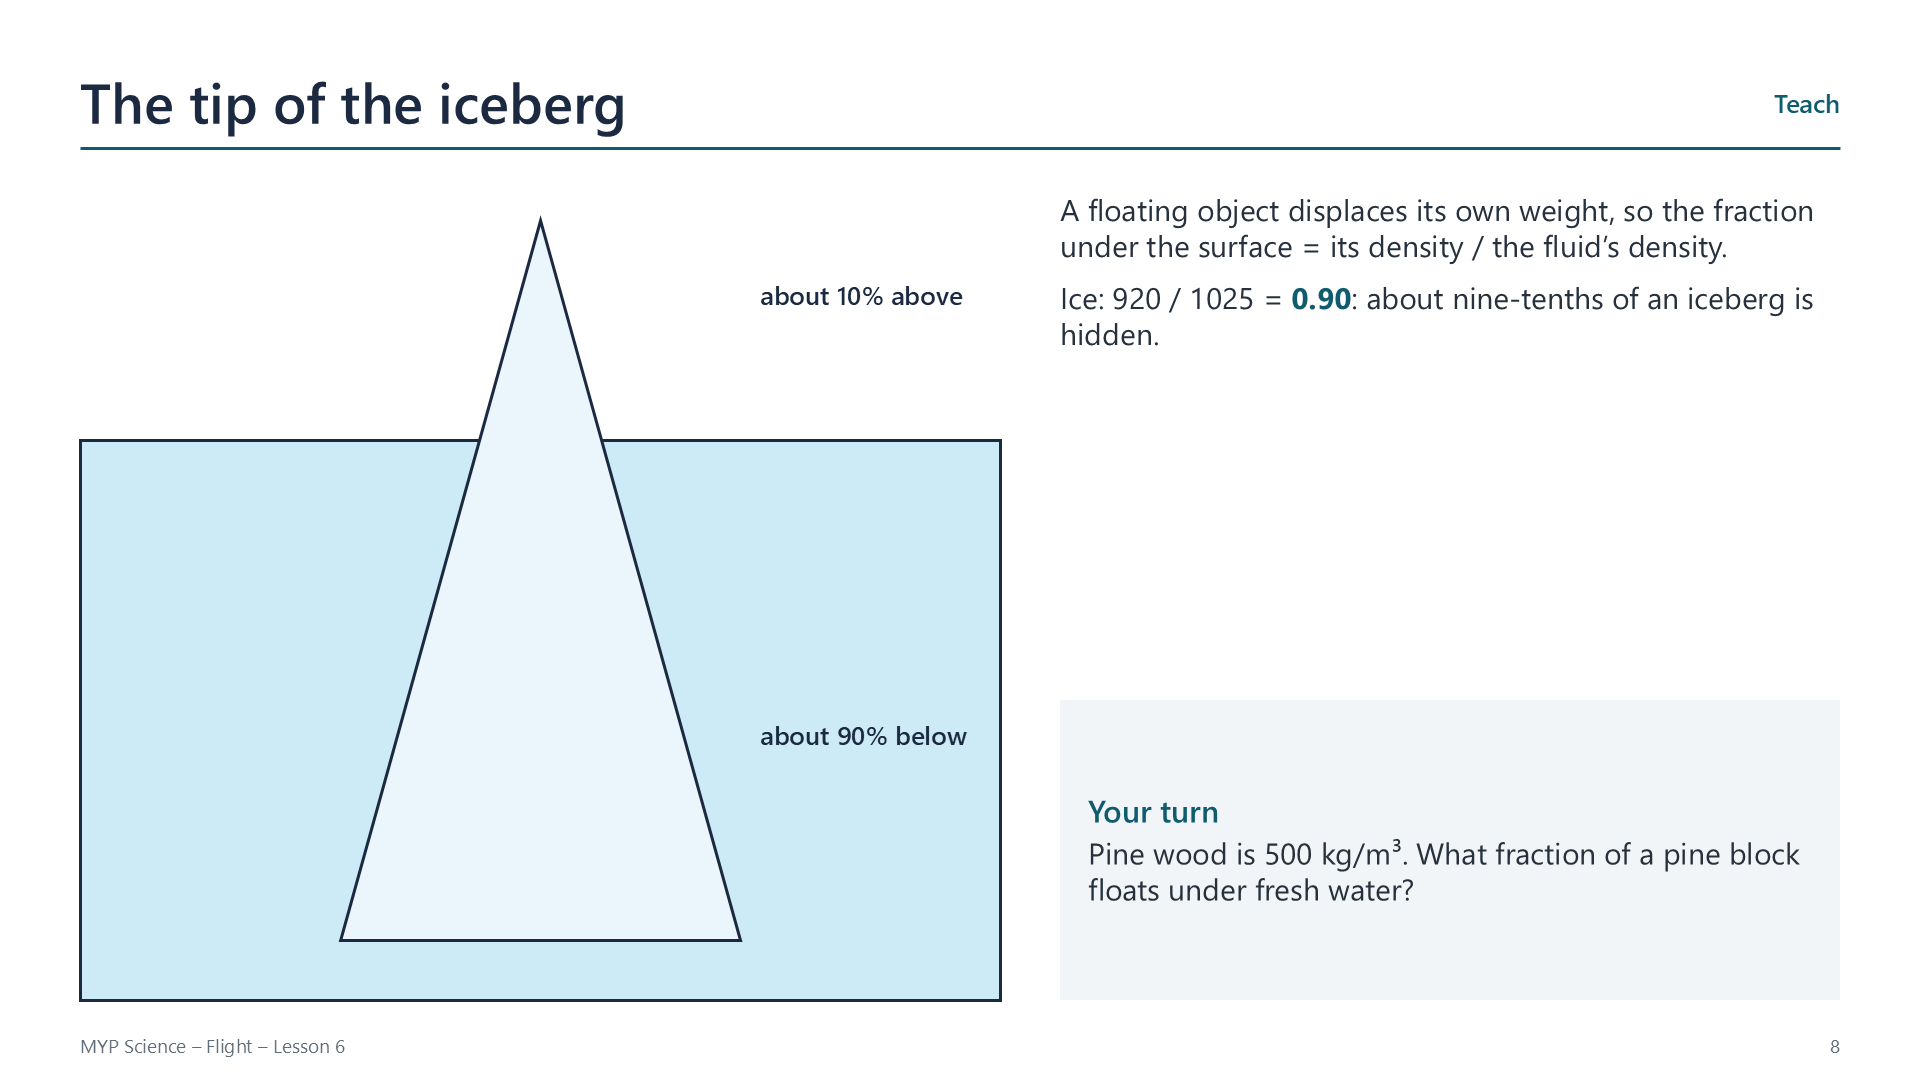 The tip of the iceberg
Teach
about 10% above
about 90% below
A floating object displaces its own weight, so the fraction
under the surface = its density / the fluid’s density.
Ice: 920 / 1025 = 0.90: about nine-tenths of an iceberg is
hidden.
Your turn
Pine wood is 500 kg/m³. What fraction of a pine block
floats under fresh water?
MYP Science – Flight – Lesson 6
8